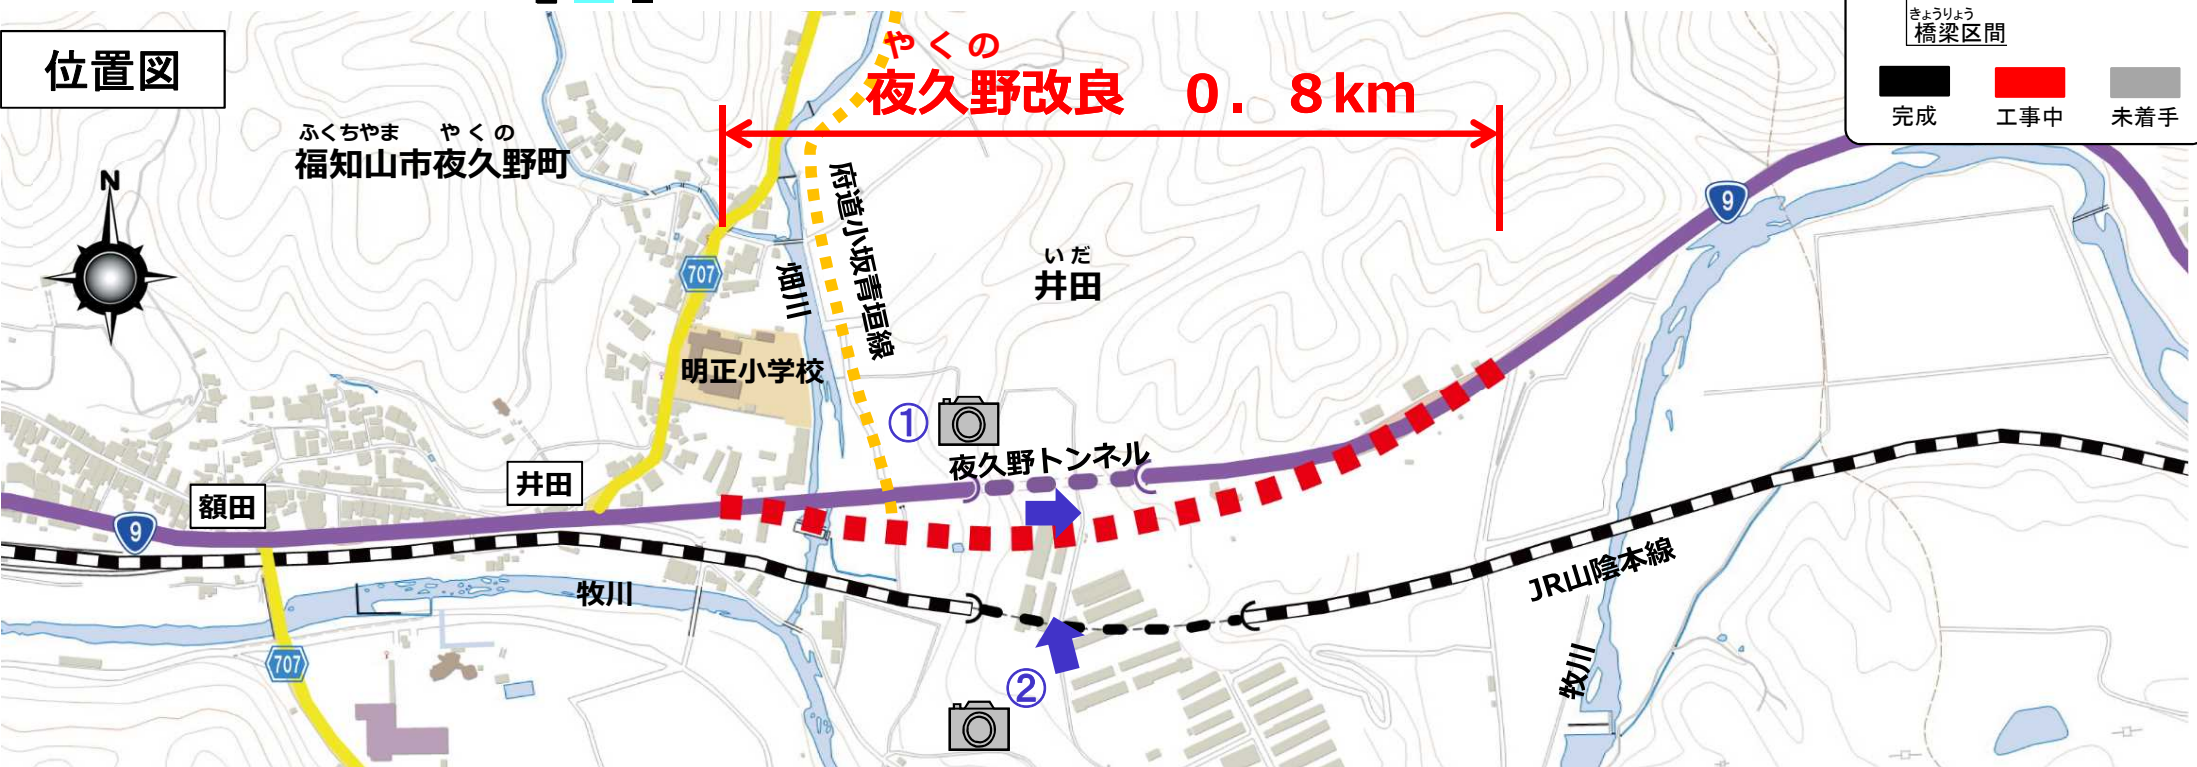 位置図
きょうりょう
橋梁区間
完成 工事中 未着手
やくの
夜久野改良 0.8km
ふくちやま やくの
福知山市夜久野町
N
府道小坂青垣線
9
いだ
井田
707
畑川
明正小学校
①
夜久野トンネル
井田
額田
9
牧川
JR山陰本線
707
②
牧川